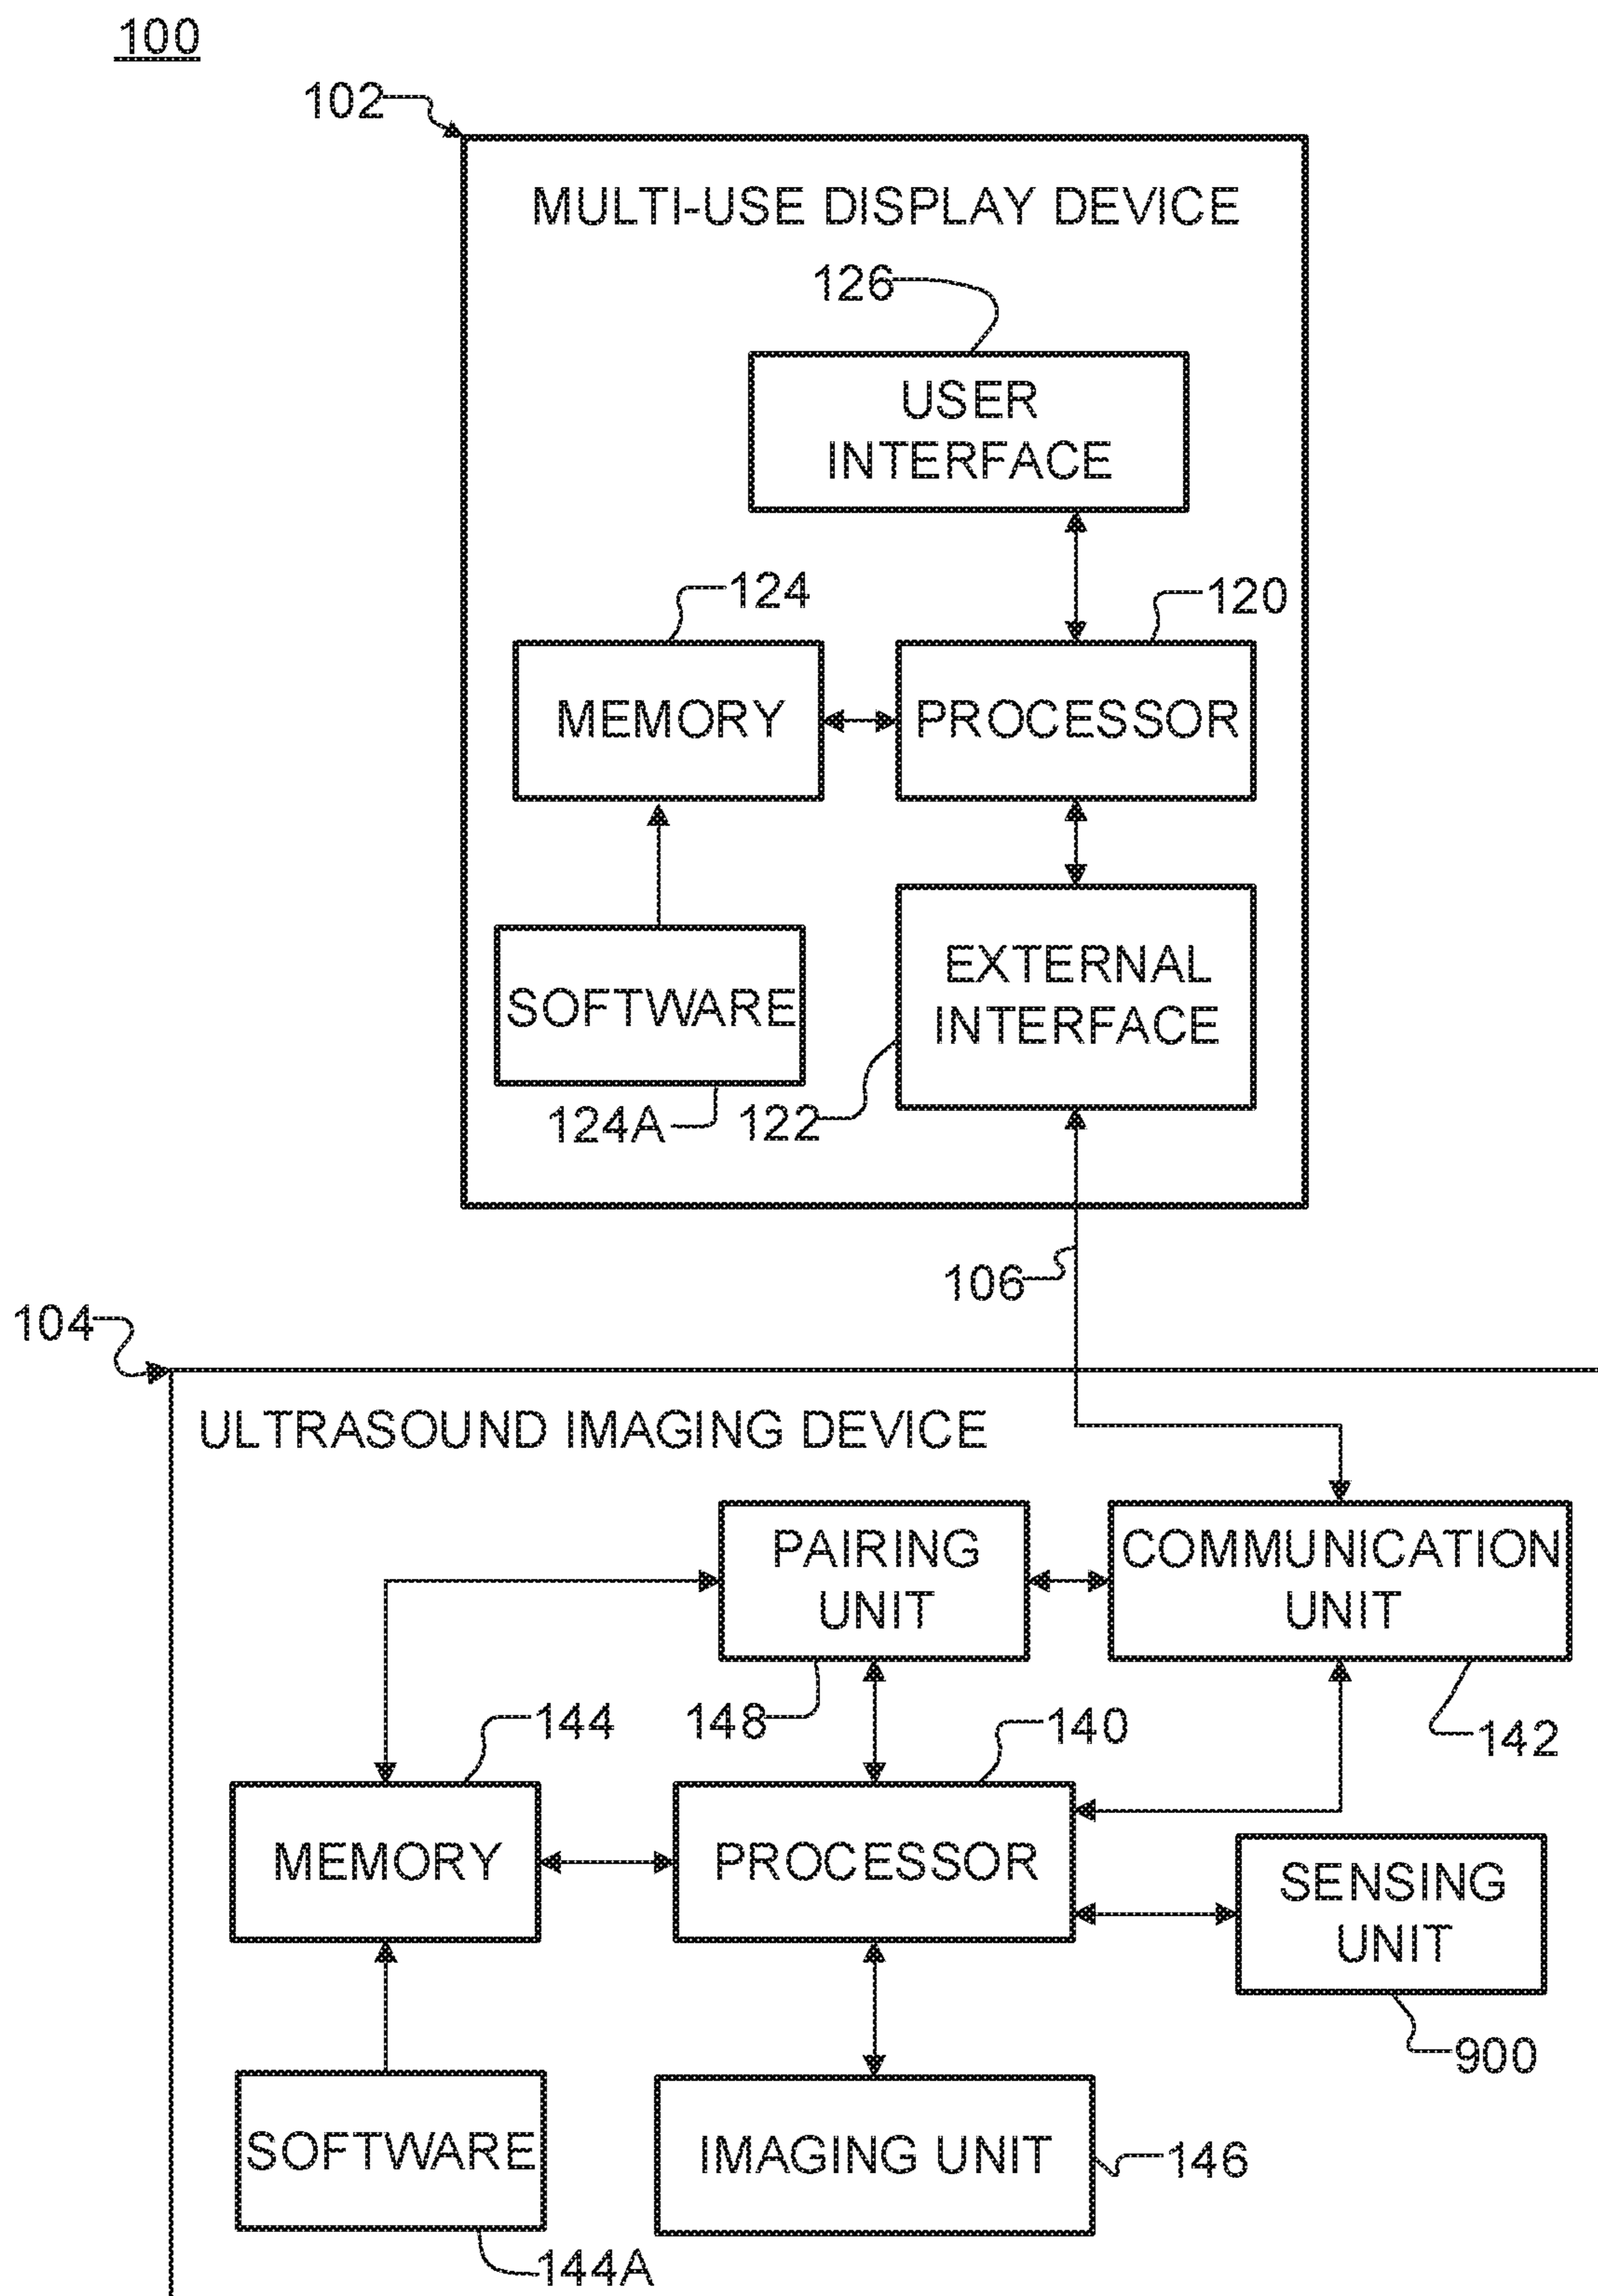 100
102
MULTI-USE DISPLAY DEVICE
126
USER
INTERFACE
124
120
MEMORY
PROCESSOR
SOFTWARE
EXTERNAL
INTERFACE
124A
122
106
104
ULTRASOUND IMAGING DEVICE
PAIRING
UNIT
COMMUNICATION
UNIT
144
148
140
142
MEMORY
PROCESSOR
SENSING
UNIT
900
SOFTWARE
IMAGING UNIT
146
144A